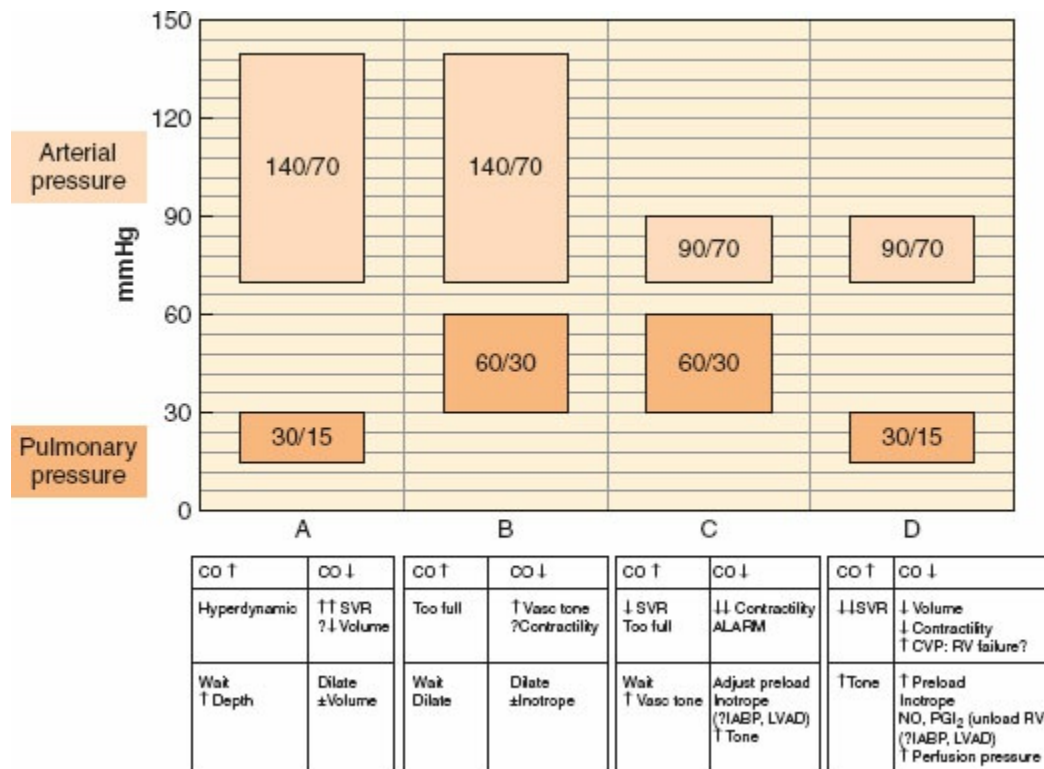 150
120
90
60
30
0
mmHg
Arterial
pressure
Pulmonary
pressure
140/70
140/70
90/70
90/70
60/30
60/30
30/15
30/15
A
B
C
D
CO ↑
CO ↓
Hyperdynamic
↑↑ SVR
?↓Volume
Wait
↑ Depth
Dilate
±Volume
CO↑
CO↓
Too full
↑Vasc tone
?Contractility
Wait
Dilate
Dilate
±Inotrope
CO↑
CO↓
↓SVR
Too full
↓↓ Contractility
ALARM
Wait
↑ Vasc tone
Adjust preload
Inotrope
(?IABP, LVAD)
↑ Tone
CO↑
CO↓
↓↓SVR
↓ Volume
↓ Contractility
↑ CVP: RV failure?
↑Tone
↑ Preload
Inotrope
NO, PGI₂ (unload RV
(?IABP, LVAD)
↑ Perfusion pressure